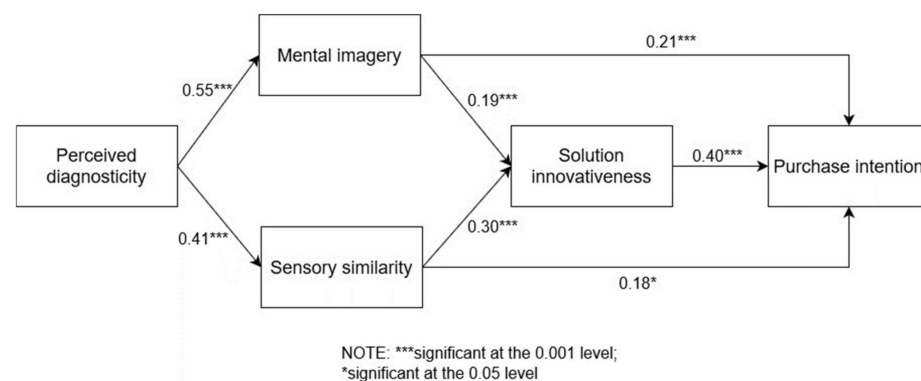 Mental imagery
0.21***
0.55***
0.19***
Perceived
diagnosticity
Solution
innovativeness
0.40***
Purchase intention
0.41***
0.30***
Sensory similarity
0.18*
NOTE: ***significant at the 0.001 level;
*significant at the 0.05 level